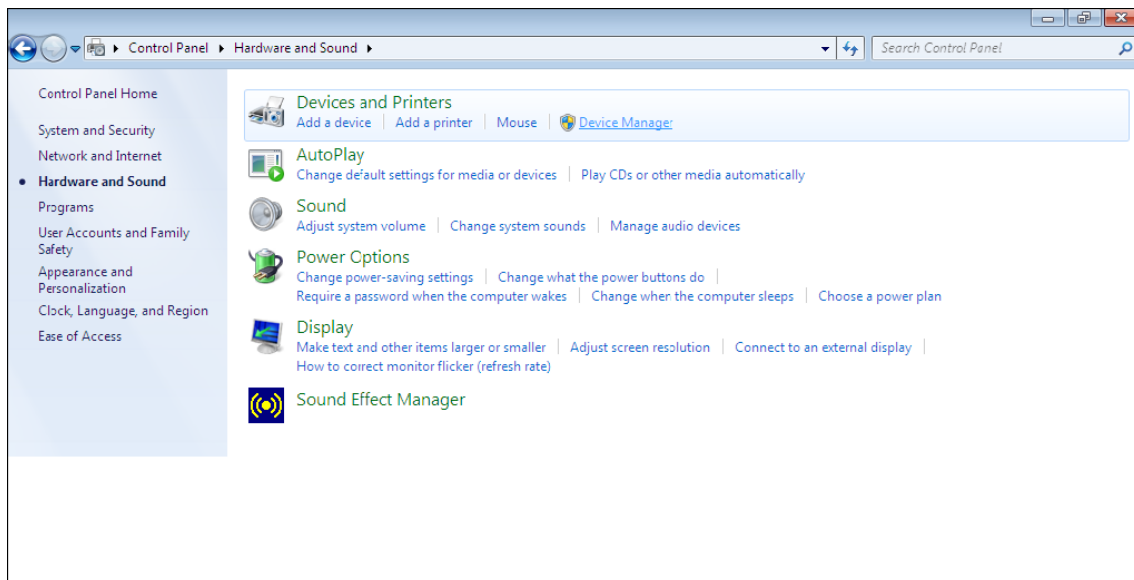 Control Panel Hardware and Sound
Search Control Panel
Control Panel Home
System and Security
Network and Internet
Hardware and Sound
Programs
User Accounts and Family
Safety
Appearance and
Personalization
Clock, Language, and Region
Ease of Access
Devices and Printers
Add a device Add a printer Mouse Device Manager
AutoPlay
Change default settings for media or devices Play CDs or other media automatically
Sound
Adjust system volume Change system sounds Manage audio devices
Power Options
Change power-saving settings Change what the power buttons do
Require a password when the computer wakes Change when the computer sleeps Choose a power plan
Display
Make text and other items larger or smaller Adjust screen resolution Connect to an external display
How to correct monitor flicker (refresh rate)
Sound Effect Manager